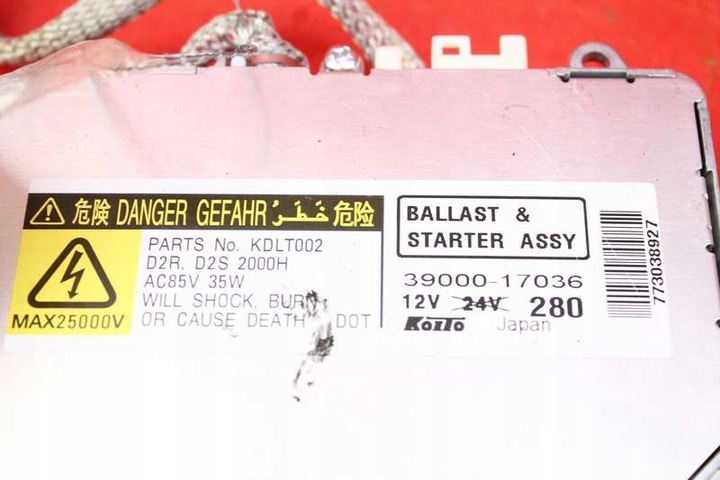 危険 DANGER GEFAHR خَطَرْ 危险
PARTS No. KDLT002
D2R, D2S 2000H
AC85V 35W
WILL SHOCK, BURN
OR CAUSE DEATH DOT
MAX25000V
BALLAST &
STARTER ASSY
39000-17036
12V 24V 280
KOITO Japan
773038927